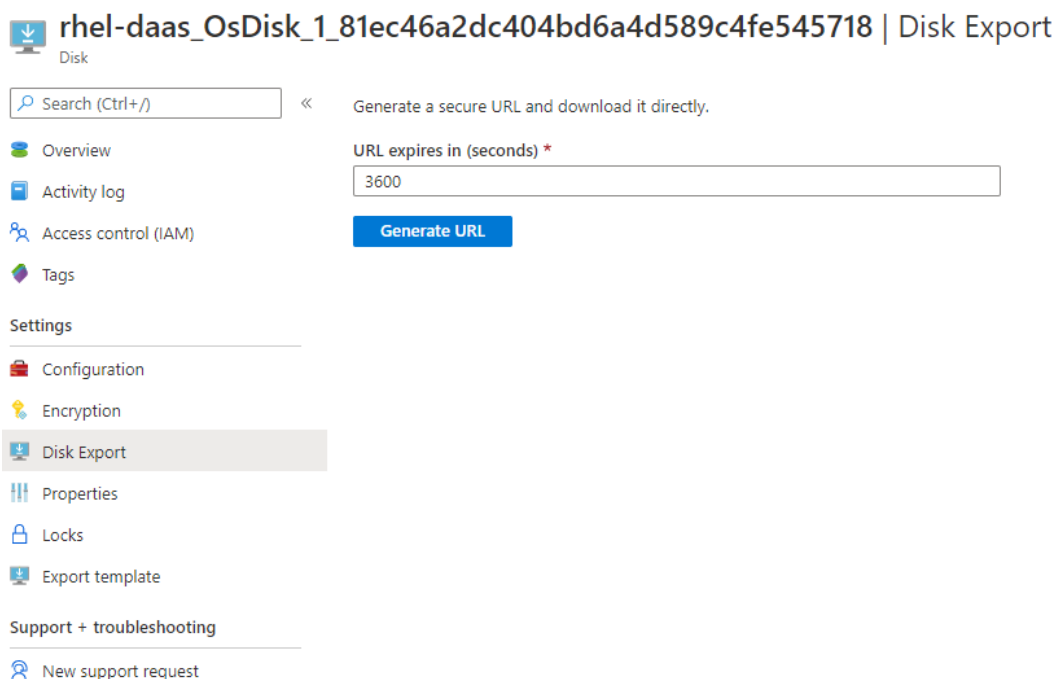 rhel-daas_OsDisk_1_81ec46a2dc404bd6a4d589c4fe545718 | Disk Export
Disk
Search (Ctrl+/)
«
Overview
Activity log
Access control (IAM)
Tags
Settings
Configuration
Encryption
Disk Export
Properties
Locks
Export template
Support + troubleshooting
New support request
Generate a secure URL and download it directly.
URL expires in (seconds) *
3600
Generate URL